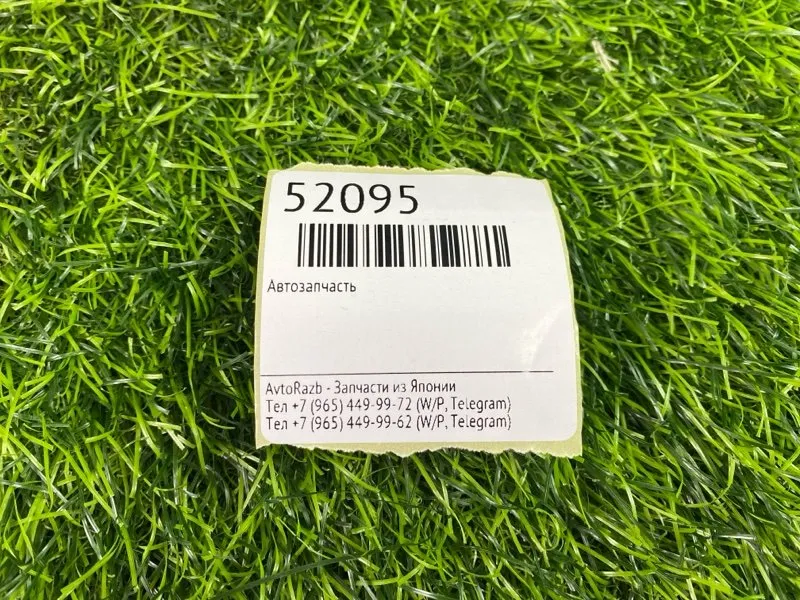 52095
Автозапчасть
AvtoRazb - Запчасти из Японии
Тел +7 (965) 449-99-72 (W/P, Telegram)
Тел +7 (965) 449-99-62 (W/P, Telegram)